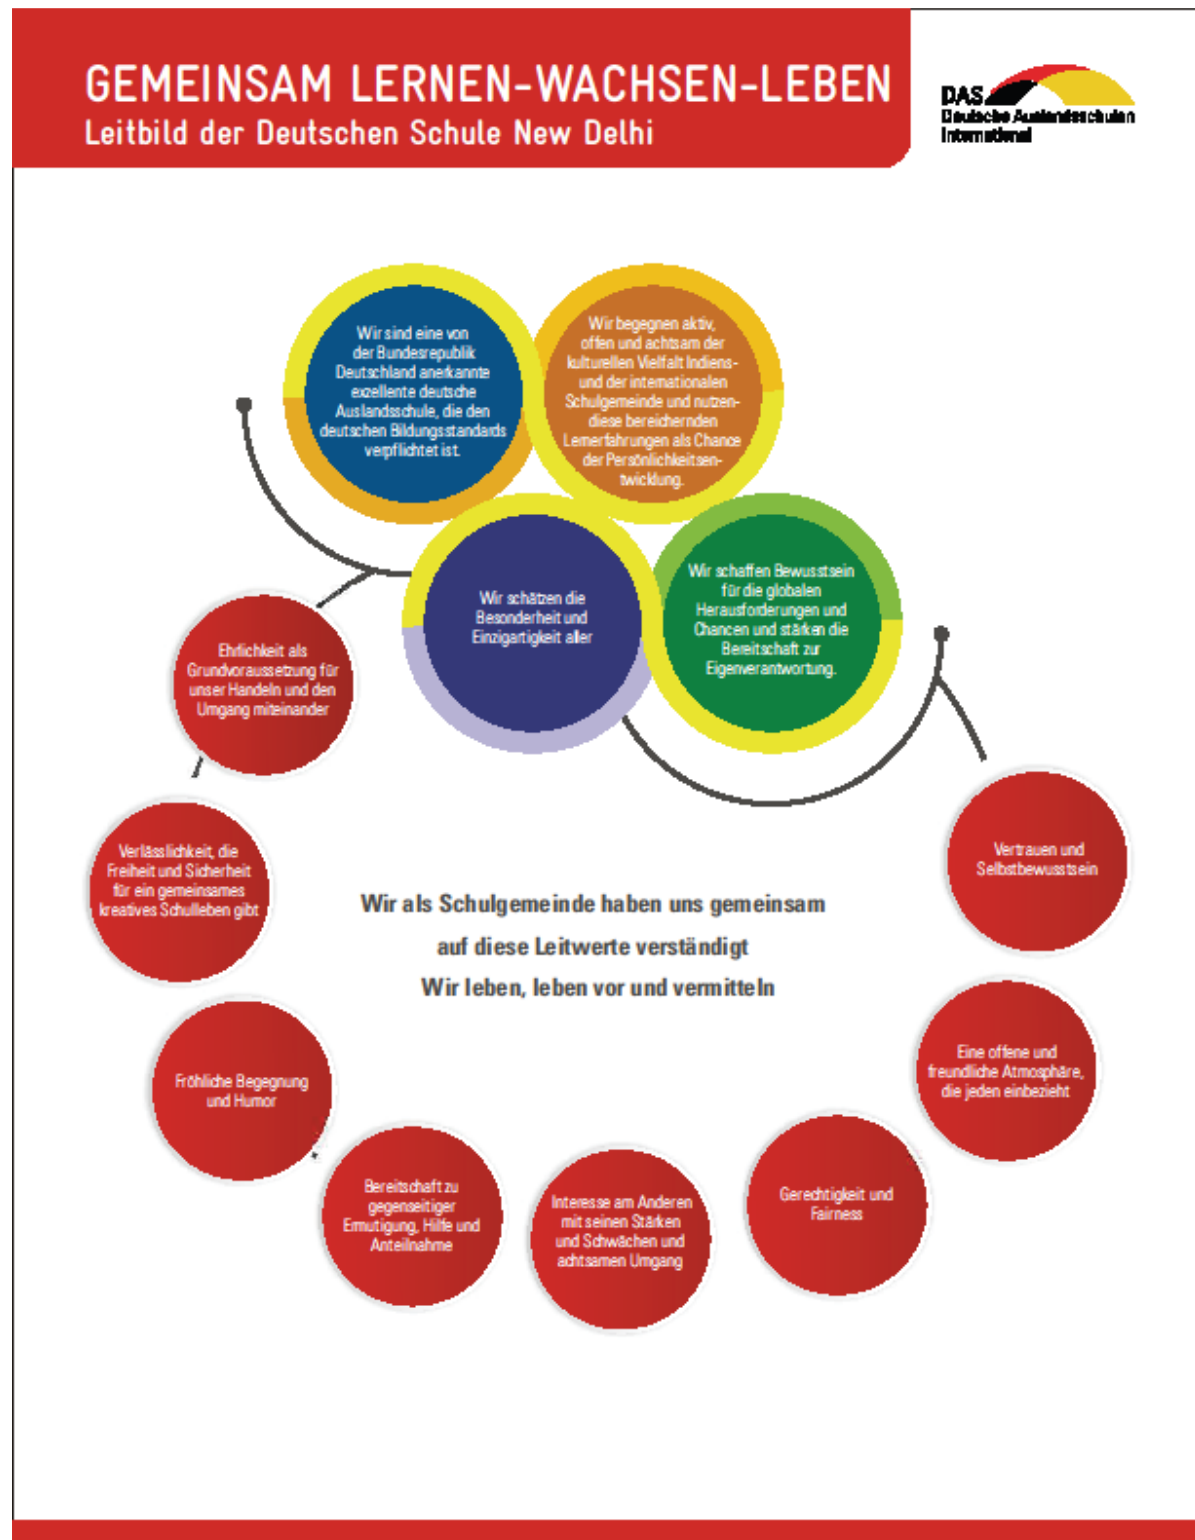 GEMEINSAM LERNEN-WACHSEN-LEBEN
Leitbild der Deutschen Schule New Delhi
DAS
Deutsche Auslandsschulen
International
Wir sind eine von
der Bundesrepublik
Deutschland anerkannte
exzellente deutsche
Auslandsschule, die den
deutschen Bildungsstandards
verpflichtet ist.
Wir begegnen aktiv,
offen und achtsam der
kulturellen Vielfalt Indiens-
und der internationalen
Schulgemeinde und nutzen-
diese bereichernden
Lernerfahrungen als Chance
der Persönlichkeitsen-
twicklung.
Wir schätzen die
Besonderheit und
Einzigartigkeit aller
Wir schaffen Bewusstsein
für die globalen
Herausforderungen und
Chancen und stärken die
Bereitschaft zur
Eigenverantwortung.
Ehrlichkeit als
Grundvoraussetzung für
unser Handeln und den
Umgang miteinander
Verlässlichkeit, die
Freiheit und Sicherheit
für ein gemeinsames
kreatives Schulleben gibt
Vertrauen und
Selbstbewusstsein
Wir als Schulgemeinde haben uns gemeinsam
auf diese Leitwerte verständigt
Wir leben, leben vor und vermitteln
Fröhliche Begegnung
und Humor
Eine offene und
freundliche Atmosphäre,
die jeden einbezieht
Bereitschaft zu
gegenseitiger
Ermutigung, Hilfe und
Anteilnahme
Interesse am Anderen
mit seinen Stärken
und Schwächen und
achtsamen Umgang
Gerechtigkeit und
Fairness